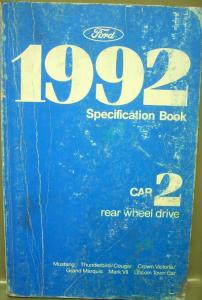 Ford
1992
Specification Book
CAR 2
rear wheel drive
Mustang Thunderbird/Cougar Crown Victoria/
Grand Marquis Mark VII Lincoln Town Car